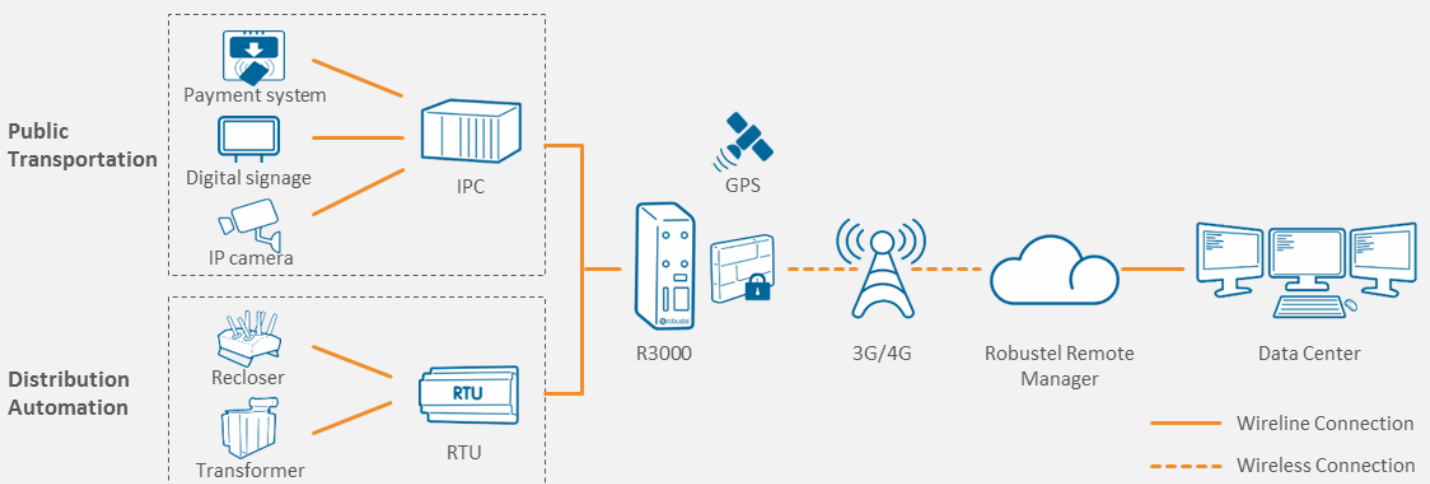 Public
Transportation
Payment system
Digital signage
IP camera
IPC
Distribution
Automation
Recloser
Transformer
RTU
RTU
GPS
robustel
R3000
3G/4G
Robustel Remote
Manager
Data Center
Wireline Connection
Wireless Connection